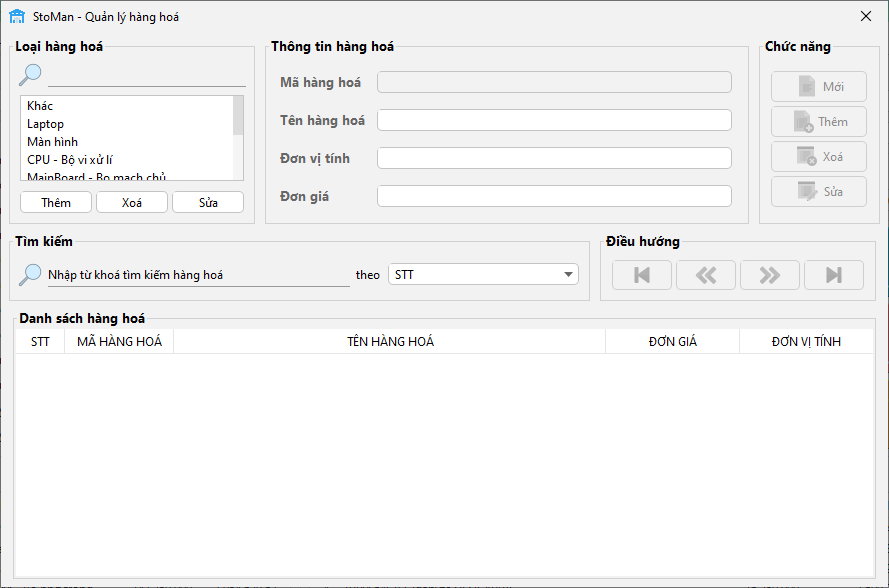 StoMan - Quản lý hàng hoá
Loại hàng hoá
Khác
Laptop
Màn hình
CPU - Bộ vi xử lí
MainBoard - Bo mạch chủ
Thêm
Xoá
Sửa
Thông tin hàng hoá
Mã hàng hoá
Tên hàng hoá
Đơn vị tính
Đơn giá
Chức năng
Mới
Thêm
Xoá
Sửa
Tìm kiếm
Nhập từ khoá tìm kiếm hàng hoá theo STT
Điều hướng
Danh sách hàng hoá
STT MÃ HÀNG HOÁ TÊN HÀNG HOÁ ĐƠN GIÁ ĐƠN VỊ TÍNH